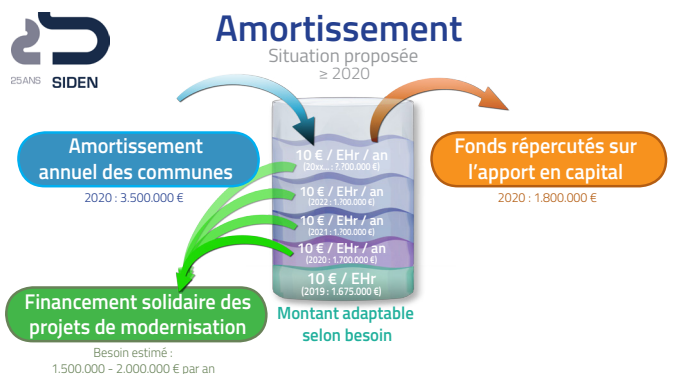 Amortissement
Situation proposée
≥ 2020
25ANS SIDEN
Amortissement
annuel des communes
2020 : 3.500.000 €
Fonds répercutés sur
l'apport en capital
2020 : 1.800.000 €
10 € / EHr / an
(20xx...: ?.700.000 €)
10 € / EHr / an
(2022 : 1.700.000 €)
10 € / EHr / an
(2021 : 1.700.000 €)
10 € / EHr / an
(2020 : 1.700.000 €)
10 € / EHr
(2019 : 1.675.000 €)
Financement solidaire des
projets de modernisation
Besoin estimé :
1.500.000 - 2.000.000 € par an
Montant adaptable
selon besoin